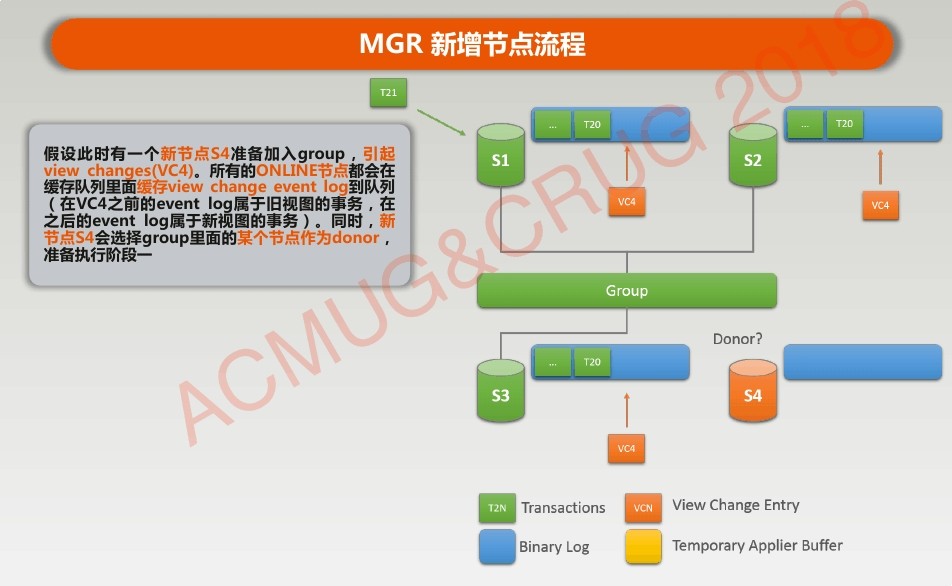 MGR 新增节点流程
T21
假设此时有一个新节点S4准备加入group，引起
view changes(VC4)。所有的ONLINE节点都会在
缓存队列里面缓存view change event log到队列
（在VC4之前的event log属于旧视图的事务，在
之后的event log属于新视图的事务）。同时，新
节点S4会选择group里面的某个节点作为donor，
准备执行阶段一
S1
... T20
VC4
S2
... T20
VC4
Group
S3
... T20
VC4
Donor?
S4
T2N Transactions
VCN View Change Entry
Binary Log
Temporary Applier Buffer
ACMUG&CRUG 2018